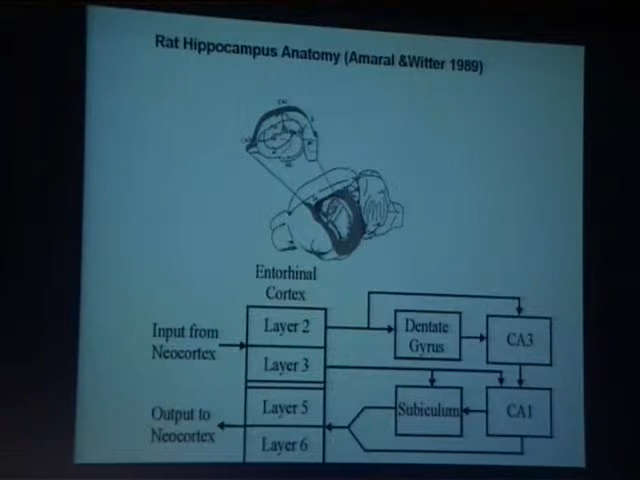 Rat Hippocampus Anatomy (Amaral &Witter 1989)
Entorhinal
Cortex
Input from
Neocortex
Layer 2
Layer 3
Dentate
Gyrus
CA3
Output to
Neocortex
Layer 5
Layer 6
Subiculum
CA1